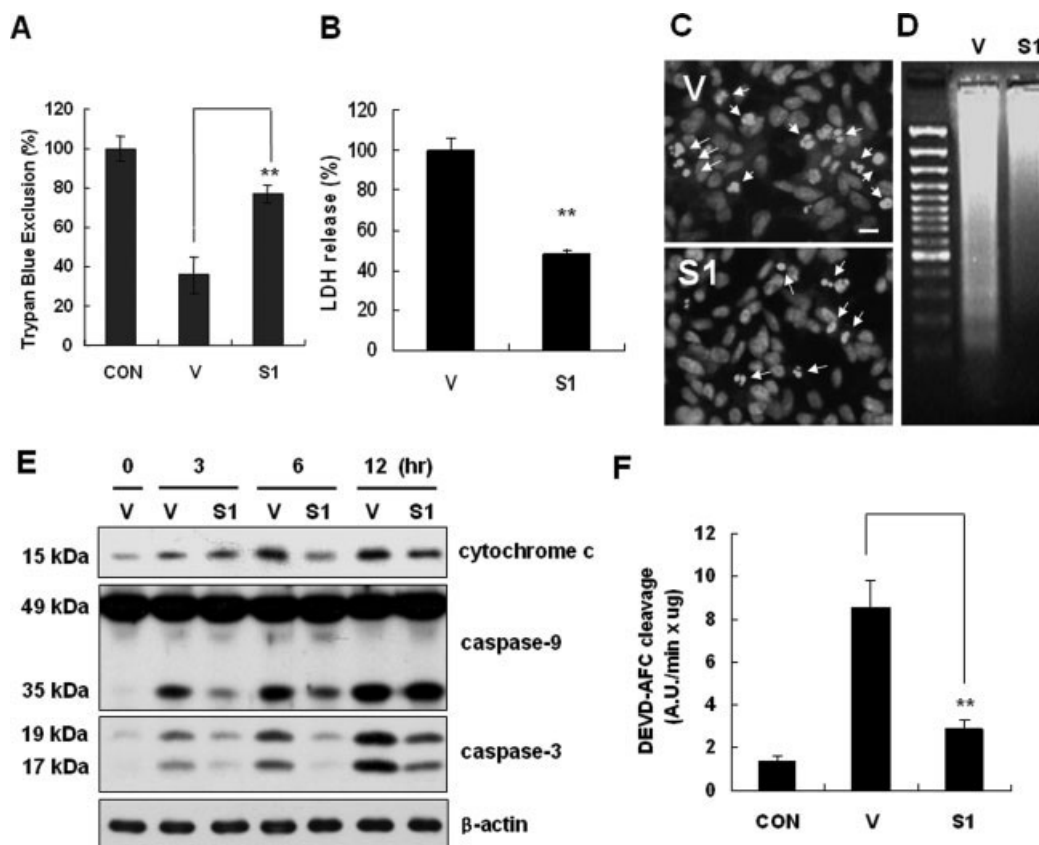 A
Trypan Blue Exclusion (%)
120
100
80
60
40
20
0
**
CON V S1
B
LDH release (%)
120
100
80
60
40
20
0
**
V S1
C
V
S1
D
V S1
E
0 3 6 12 (hr)
V V S1 V S1 V S1
15 kDa cytochrome c
49 kDa
caspase-9
35 kDa
19 kDa
caspase-3
17 kDa
β-actin
F
DEVD-AFC cleavage
(A.U./min x ug)
12
10
8
6
4
2
0
**
CON V S1